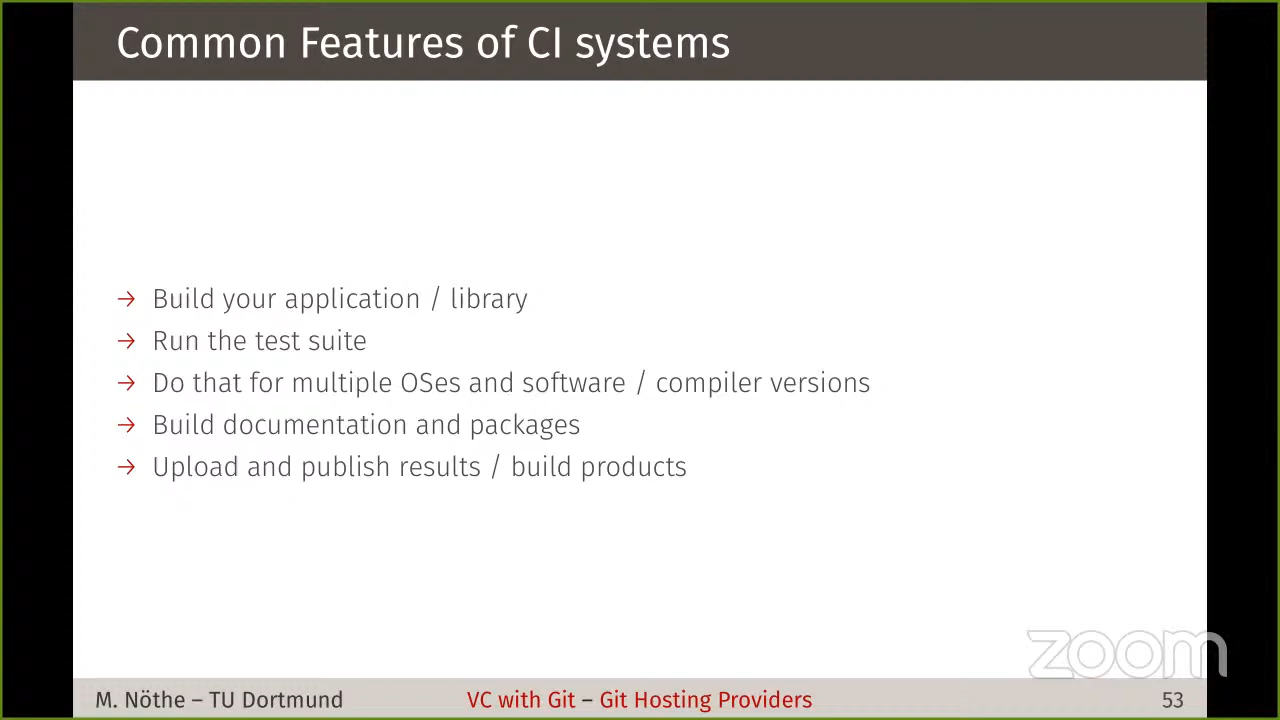 Common Features of CI systems
→ Build your application / library
→ Run the test suite
→ Do that for multiple OSes and software / compiler versions
→ Build documentation and packages
→ Upload and publish results / build products
zoom
M. Nöthe – TU Dortmund VC with Git – Git Hosting Providers 53